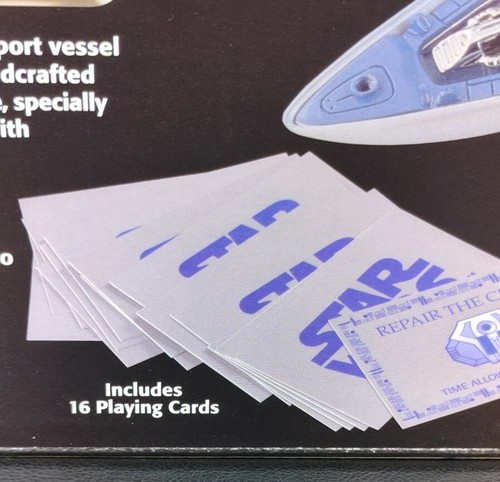 port vessel
dcrafted
, specially
ith
o
STAR
REPAIR THE
TIME ALLO
Includes
16 Playing Cards